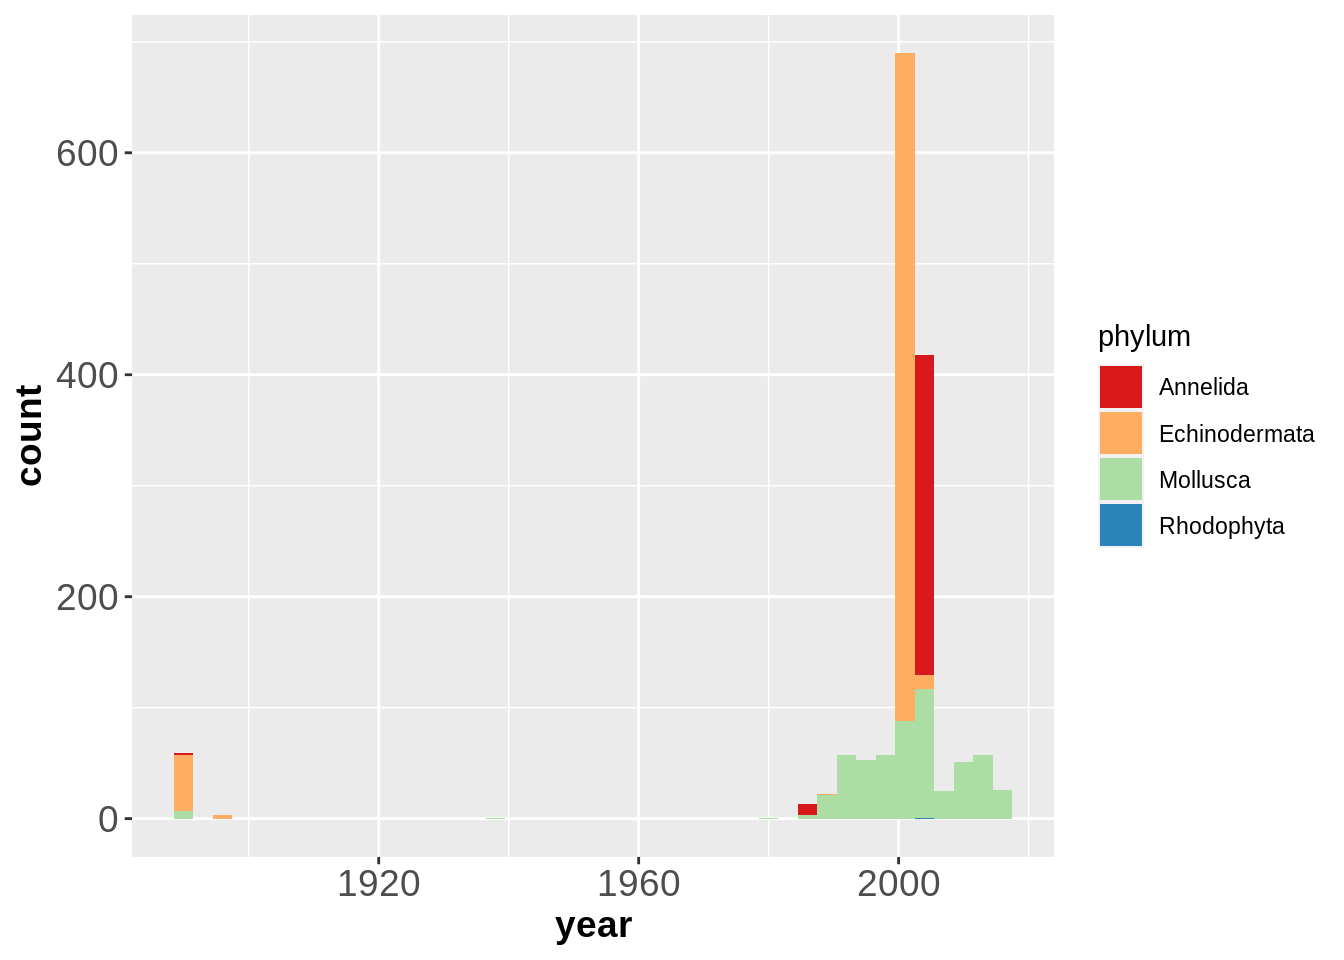 600
400
200
0
count
1920 1960 2000
year
phylum
Annelida
Echinodermata
Mollusca
Rhodophyta